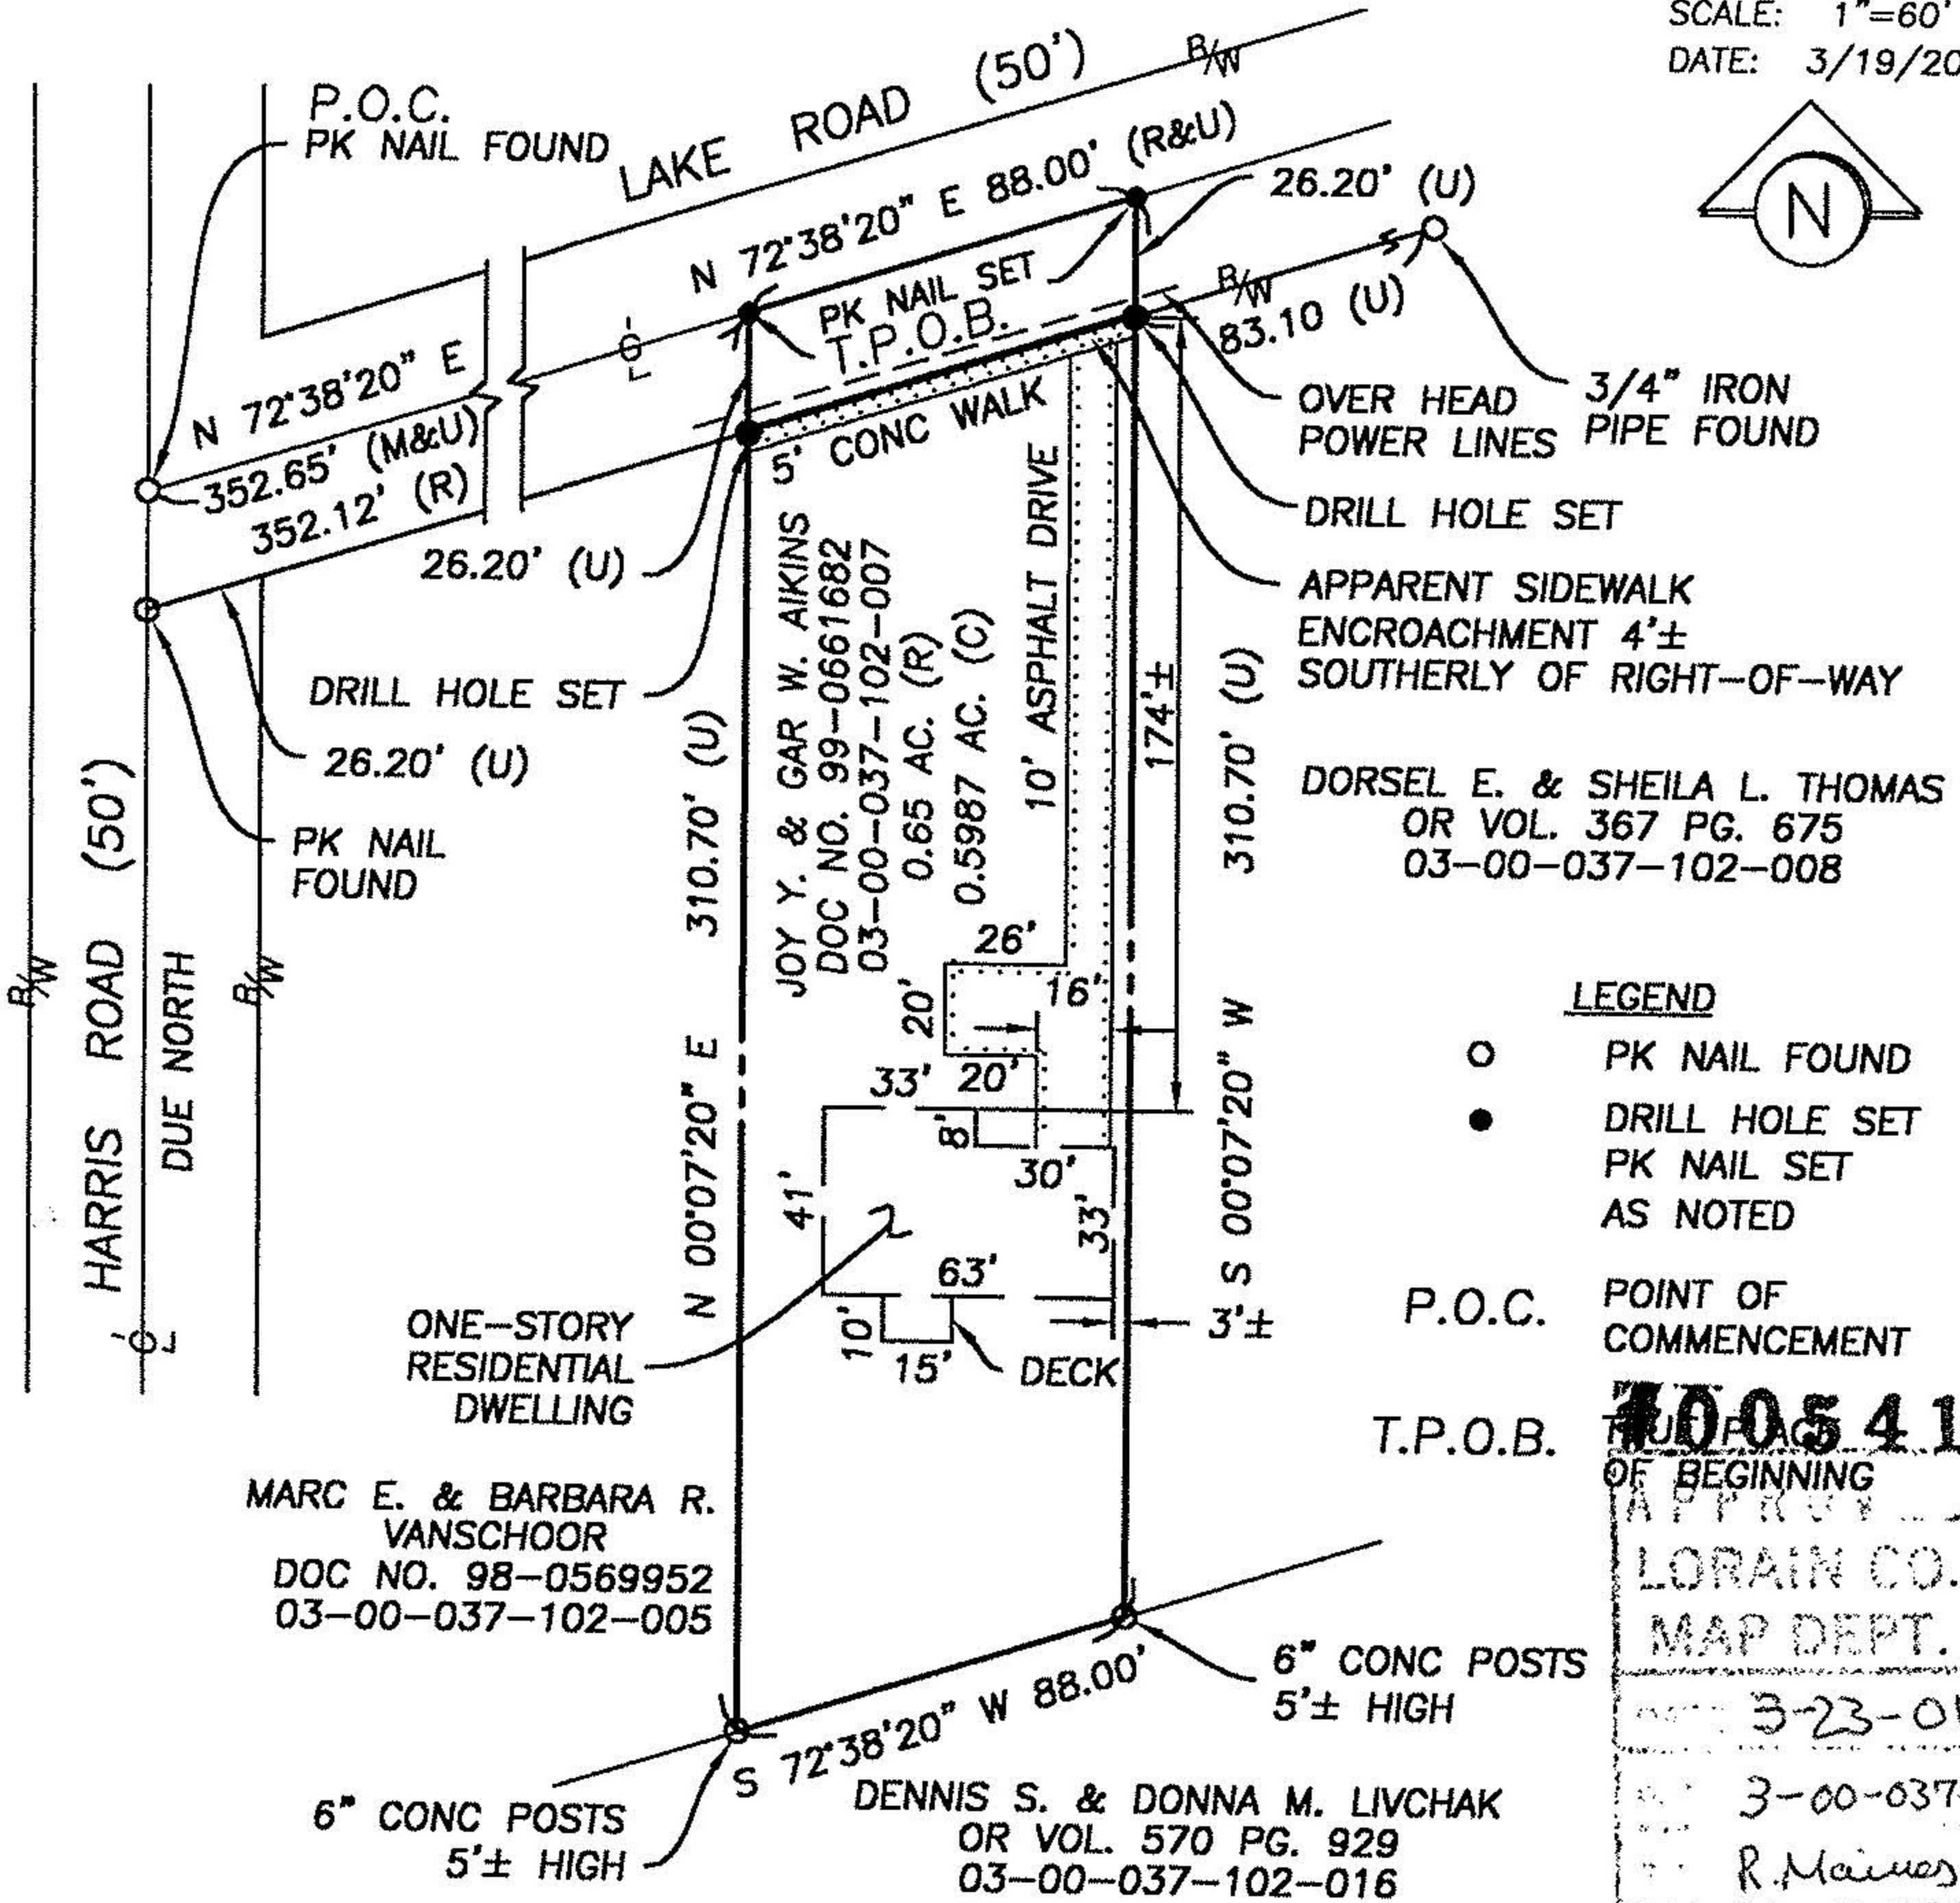 SCALE: 1"=60'
DATE: 3/19/20
N
P.O.C.
PK NAIL FOUND
LAKE ROAD (50')
R/W
N 72°38'20" E 88.00' (R&U)
26.20' (U)
PK NAIL SET
T.P.O.B.
R/W
83.10 (U)
3/4" IRON
PIPE FOUND
OVER HEAD
POWER LINES
N 72°38'20" E
352.65' (M&U)
352.12' (R)
26.20' (U)
5' CONC WALK
DRILL HOLE SET
APPARENT SIDEWALK
ENCROACHMENT 4'±
SOUTHERLY OF RIGHT-OF-WAY
DRILL HOLE SET
26.20' (U)
PK NAIL
FOUND
HARRIS ROAD (50')
DUE NORTH
R/W
R/W
JOY Y. & GAR W. AIKINS
DOC NO. 99-0661682
03-00-037-102-007
0.65 AC. (R)
0.5987 AC. (C)
10' ASPHALT DRIVE
174'±
N 00°07'20" E 310.70' (U)
S 00°07'20" W 310.70' (U)
DORSEL E. & SHEILA L. THOMAS
OR VOL. 367 PG. 675
03-00-037-102-008
26'
20'
16'
20'
33'
8'
30'
41'
33'
63'
10'
15'
3'±
DECK
ONE-STORY
RESIDENTIAL
DWELLING
LEGEND
PK NAIL FOUND
DRILL HOLE SET
PK NAIL SET
AS NOTED
P.O.C. POINT OF
COMMENCEMENT
T.P.O.B.
OF BEGINNING
100541
LORAIN CO.
MAP DEPT.
3-23-01
3-00-037-
R. Maines
MARC E. & BARBARA R.
VANSCHOOR
DOC NO. 98-0569952
03-00-037-102-005
6" CONC POSTS
5'± HIGH
S 72°38'20" W 88.00'
6" CONC POSTS
5'± HIGH
DENNIS S. & DONNA M. LIVCHAK
OR VOL. 570 PG. 929
03-00-037-102-016